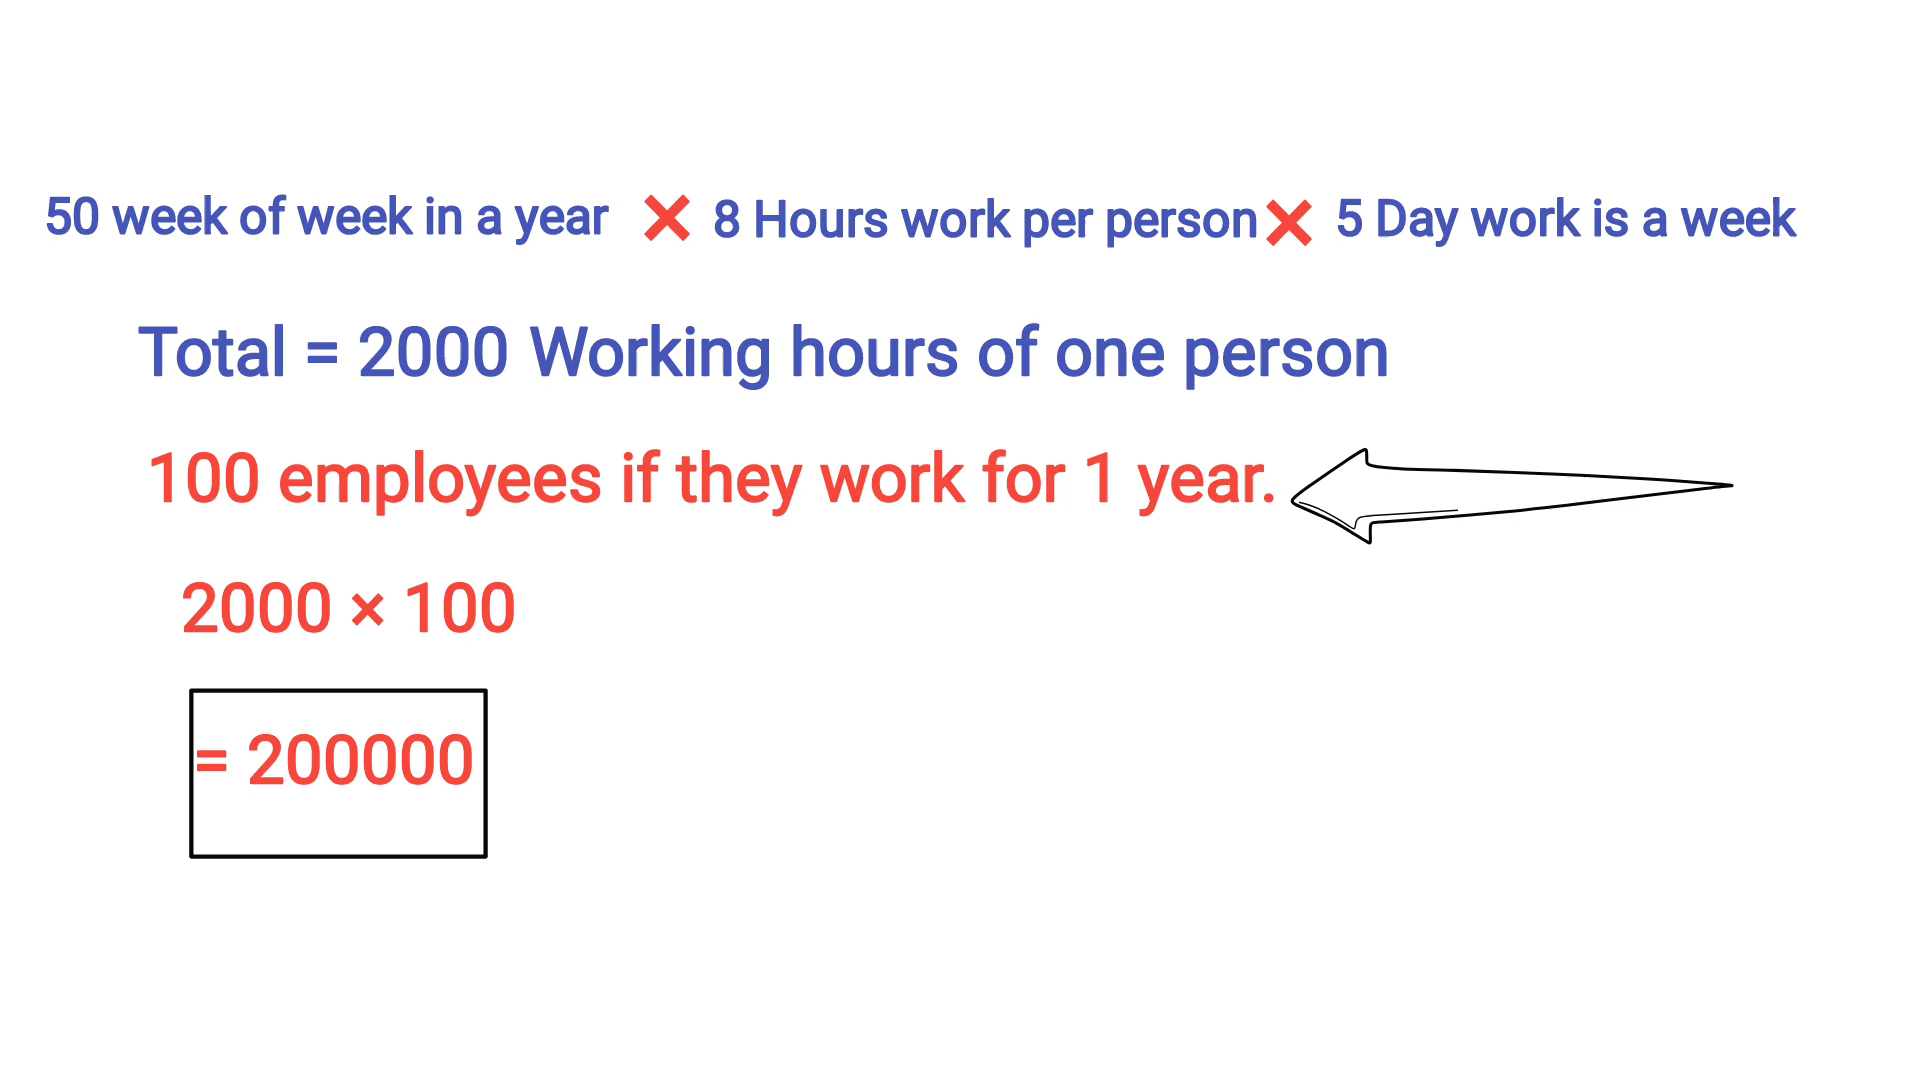 50 week of week in a year ❌ 8 Hours work per person ❌ 5 Day work is a week
Total = 2000 Working hours of one person
100 employees if they work for 1 year.
2000 × 100
= 200000